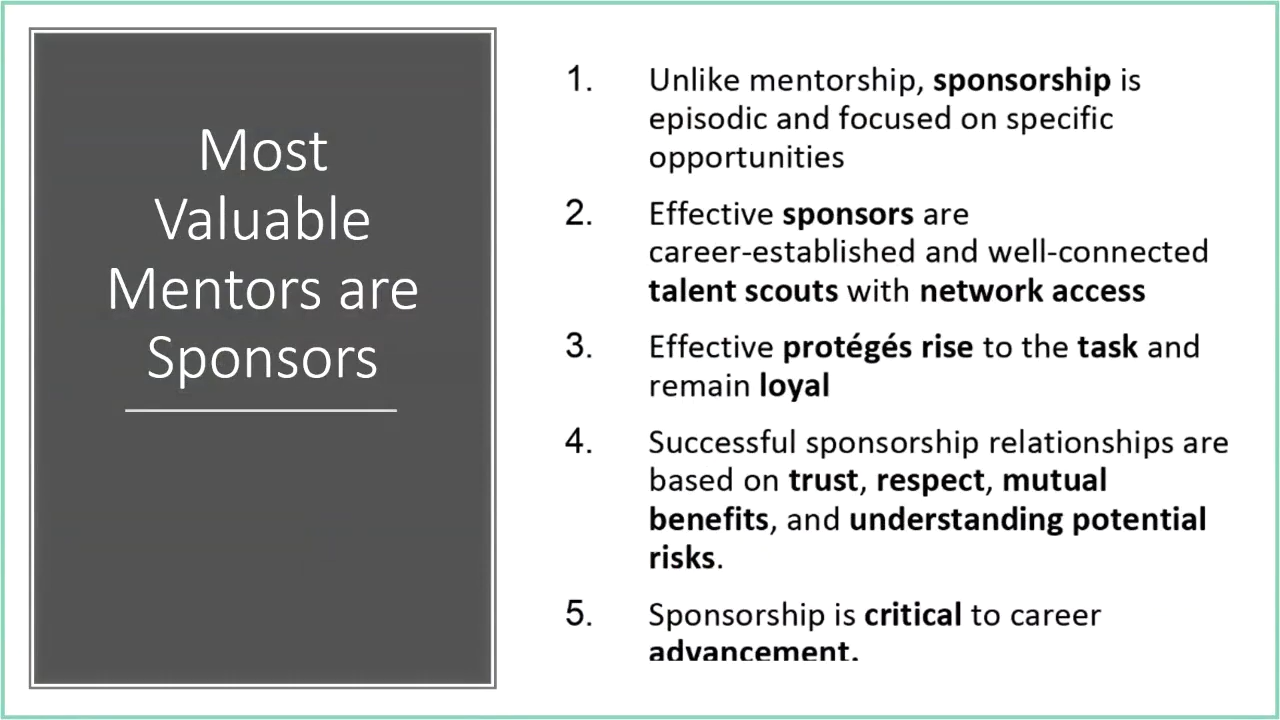 Most
Valuable
Mentors are
Sponsors
1. Unlike mentorship, sponsorship is
episodic and focused on specific
opportunities
2. Effective sponsors are
career-established and well-connected
talent scouts with network access
3. Effective protégés rise to the task and
remain loyal
4. Successful sponsorship relationships are
based on trust, respect, mutual
benefits, and understanding potential
risks.
5. Sponsorship is critical to career
advancement.